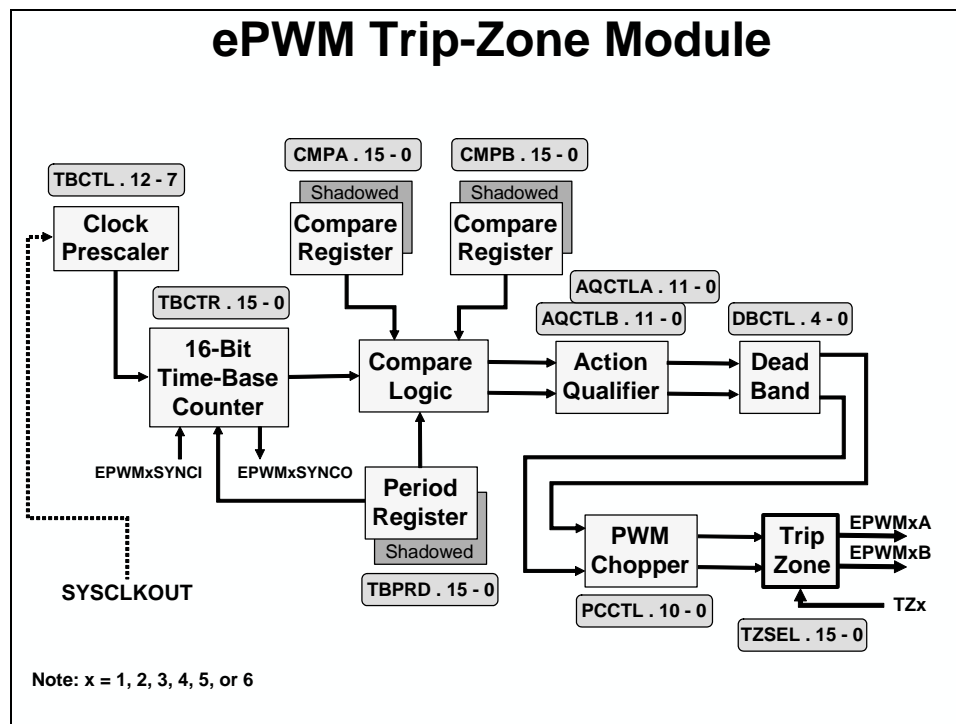 ePWM Trip-Zone Module
CMPA . 15 - 0
CMPB . 15 - 0
TBCTL . 12 - 7
Shadowed
Shadowed
Clock
Prescaler
Compare
Register
Compare
Register
TBCTR . 15 - 0
AQCTLA . 11 - 0
AQCTLB . 11 - 0
DBCTL . 4 - 0
16-Bit
Time-Base
Counter
Compare
Logic
Action
Qualifier
Dead
Band
EPWMxSYNCI
EPWMxSYNCO
Period
Register
Shadowed
TBPRD . 15 - 0
SYSCLKOUT
PWM
Chopper
PCCTL . 10 - 0
Trip
Zone
EPWMxA
EPWMxB
TZx
TZSEL . 15 - 0
Note: x = 1, 2, 3, 4, 5, or 6